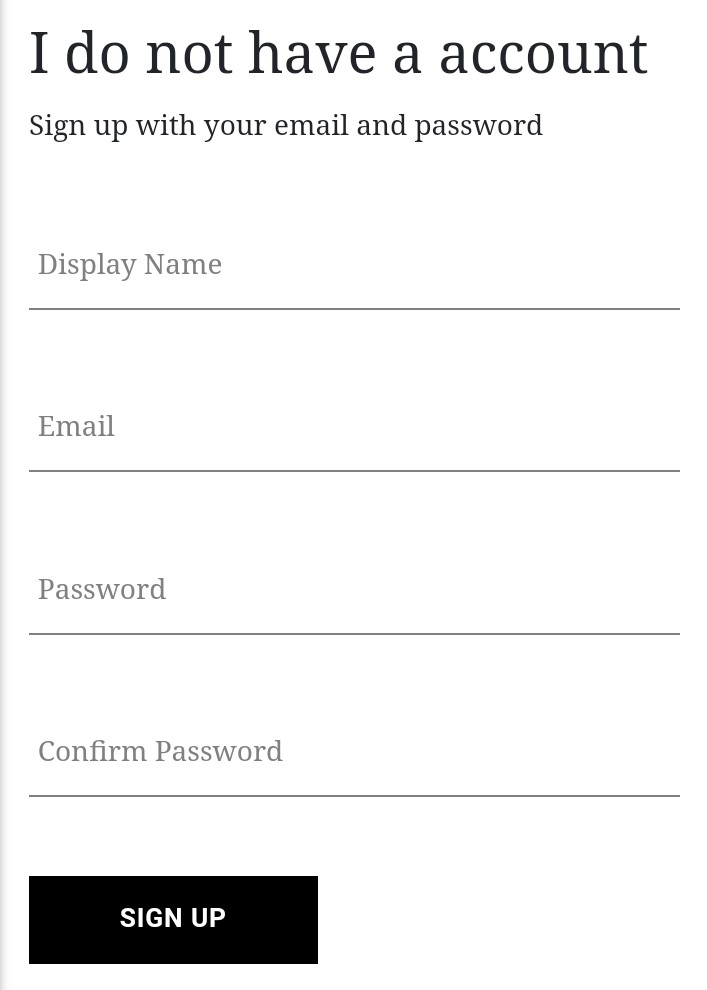 I do not have a account
Sign up with your email and password
Display Name
Email
Password
Confirm Password
SIGN UP